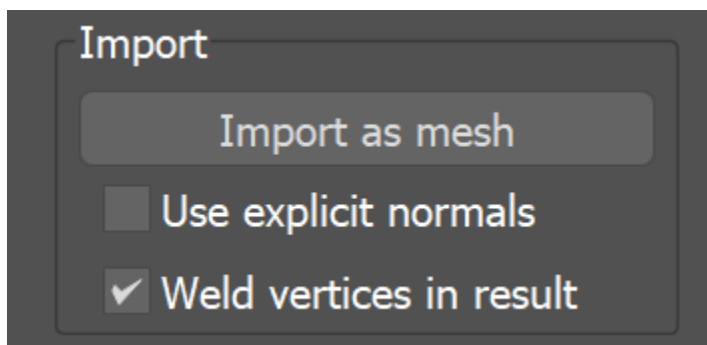 Import
Import as mesh
Use explicit normals
Weld vertices in result